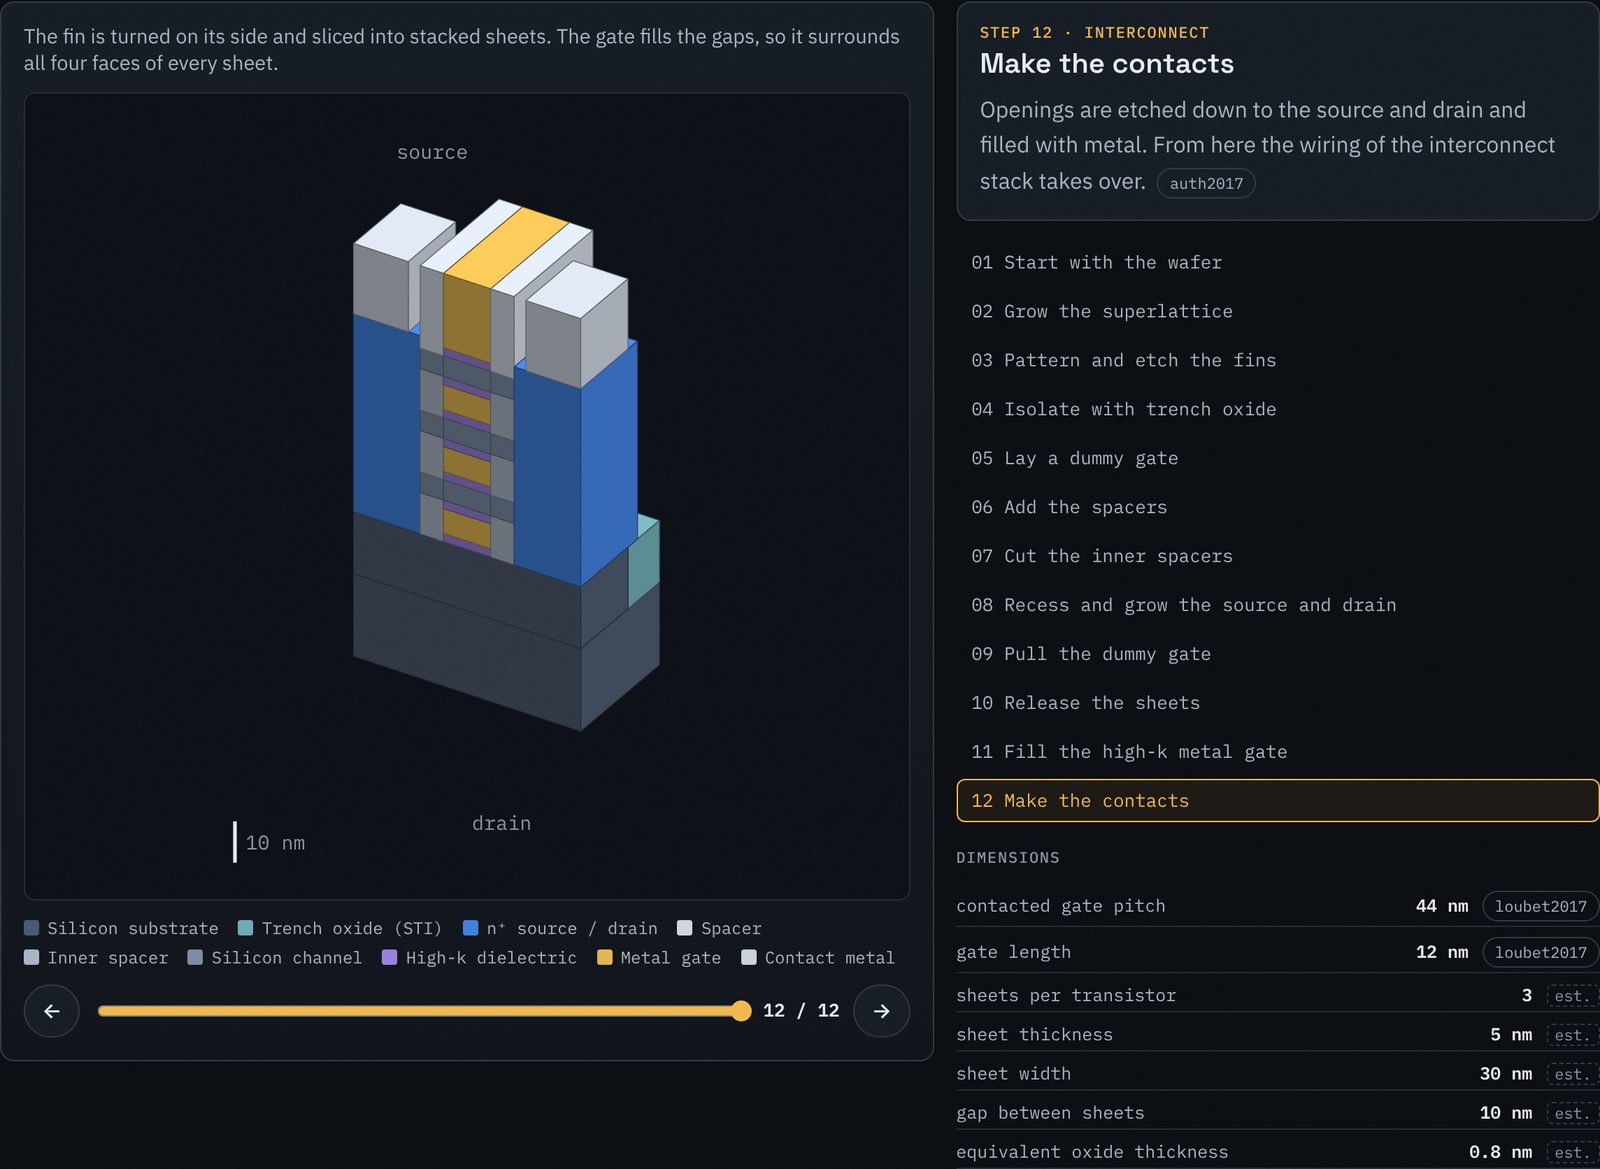 The fin is turned on its side and sliced into stacked sheets. The gate fills the gaps, so it surrounds
all four faces of every sheet.
source
drain
10 nm
Silicon substrate Trench oxide (STI) n⁺ source / drain Spacer
Inner spacer Silicon channel High-k dielectric Metal gate Contact metal
← 12 / 12 →
STEP 12 · INTERCONNECT
Make the contacts
Openings are etched down to the source and drain and
filled with metal. From here the wiring of the interconnect
stack takes over. auth2017
01 Start with the wafer
02 Grow the superlattice
03 Pattern and etch the fins
04 Isolate with trench oxide
05 Lay a dummy gate
06 Add the spacers
07 Cut the inner spacers
08 Recess and grow the source and drain
09 Pull the dummy gate
10 Release the sheets
11 Fill the high-k metal gate
12 Make the contacts
DIMENSIONS
contacted gate pitch 44 nm loubet2017
gate length 12 nm loubet2017
sheets per transistor 3 est.
sheet thickness 5 nm est.
sheet width 30 nm est.
gap between sheets 10 nm est.
equivalent oxide thickness 0.8 nm est.